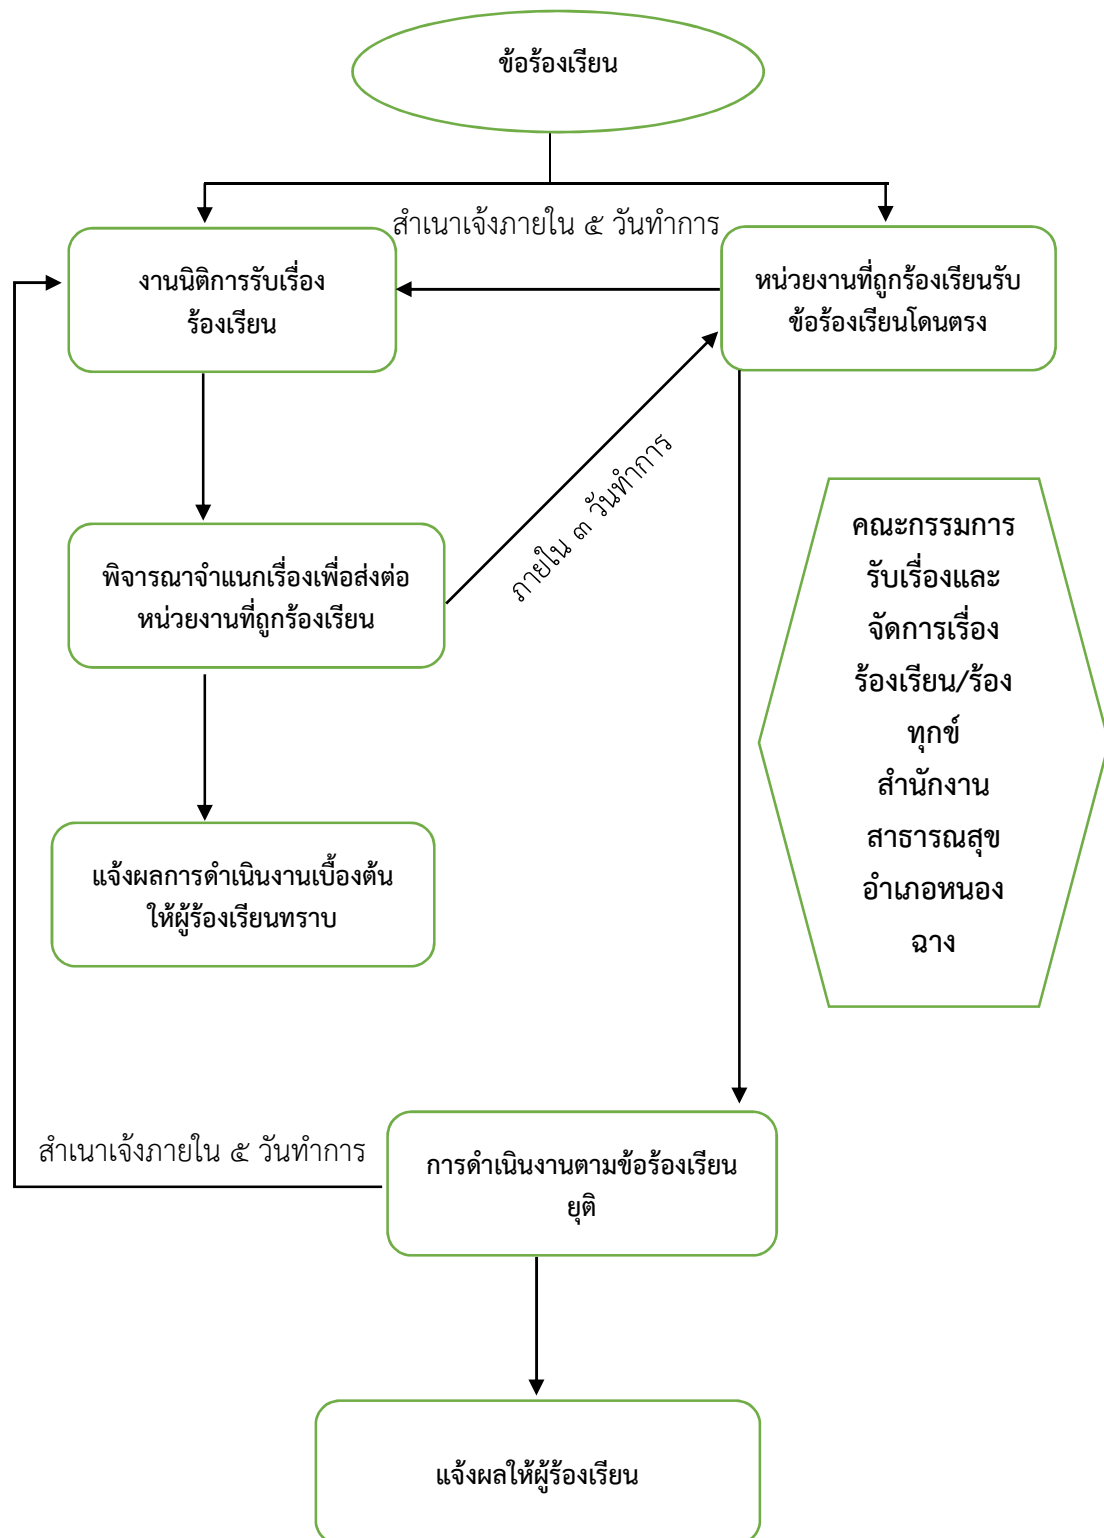 ข้อร้องเรียน
สำเนาเจ้งภายใน ๕ วันทำการ
งานนิติการรับเรื่อง
ร้องเรียน
หน่วยงานที่ถูกร้องเรียนรับ
ข้อร้องเรียนโดนตรง
ภายใน ๓ วันทำการ
พิจารณาจำแนกเรื่องเพื่อส่งต่อ
หน่วยงานที่ถูกร้องเรียน
คณะกรรมการ
รับเรื่องและ
จัดการเรื่อง
ร้องเรียน/ร้อง
ทุกข์
สำนักงาน
สาธารณสุข
อำเภอหนอง
ฉาง
แจ้งผลการดำเนินงานเบื้องต้น
ให้ผู้ร้องเรียนทราบ
สำเนาเจ้งภายใน ๕ วันทำการ
การดำเนินงานตามข้อร้องเรียน
ยุติ
แจ้งผลให้ผู้ร้องเรียน